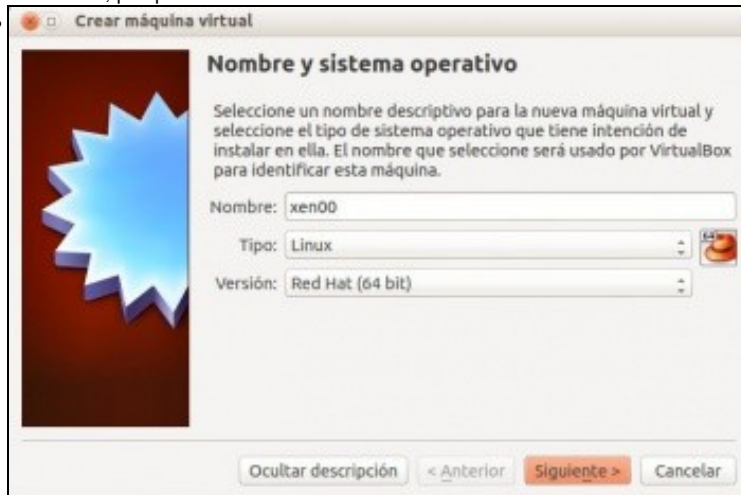 Crear máquina virtual
Nombre y sistema operativo
Seleccione un nombre descriptivo para la nueva máquina virtual y
seleccione el tipo de sistema operativo que tiene intención de
instalar en ella. El nombre que seleccione será usado por VirtualBox
para identificar esta máquina.
Nombre: xen00
Tipo: Linux
64
Versión: Red Hat (64 bit)
Ocultar descripción < Anterior Siguiente > Cancelar